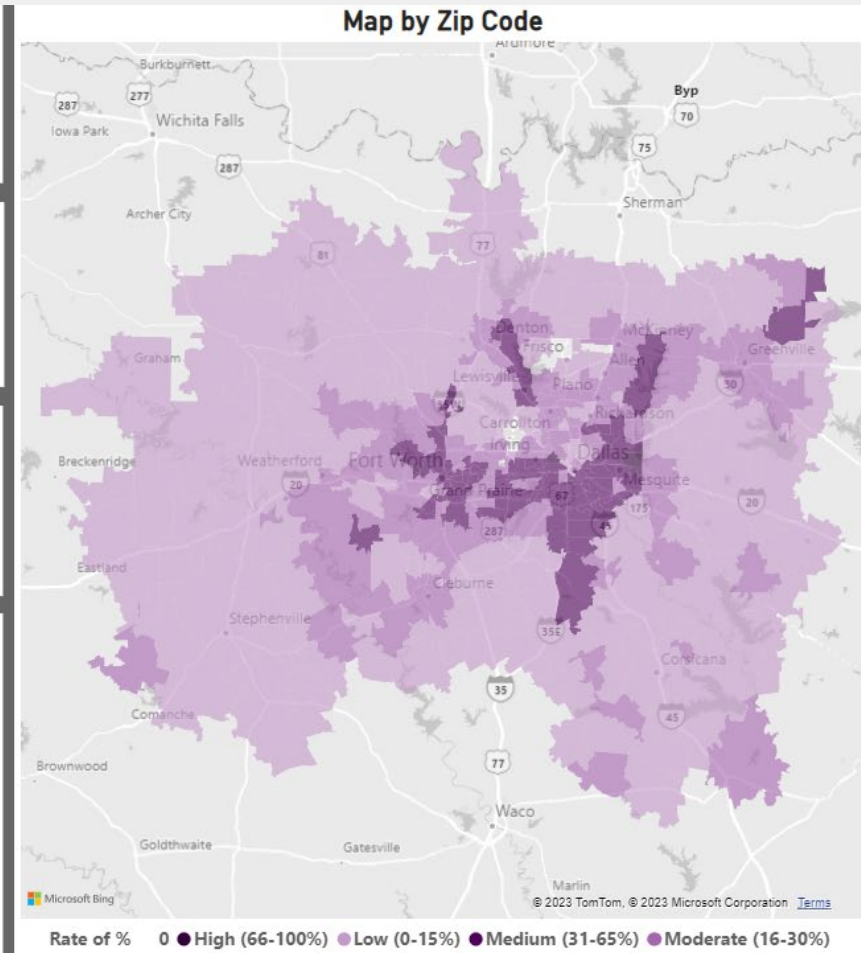 Map by Zip Code
Ardmore
Burkburnett
277
287
Iowa Park
Wichita Falls
Byp
70
75
287
Archer City
Sherman
77
81
Denton
Frisco
McKinney
Allen
Greenville
Graham
Lewisville
Plano
30
Carrollton
Richardson
Irving
Breckenridge
Weatherford
Fort Worth
Dallas
20
Grand Prairie
67
Mesquite
175
20
45
287
Eastland
Cleburne
Stephenville
35E
Corsicana
35
45
Comanche
Brownwood
77
Waco
Goldthwaite
Gatesville
Marlin
Microsoft Bing
© 2023 TomTom, © 2023 Microsoft Corporation Terms
Rate of % 0 High (66-100%) Low (0-15%) Medium (31-65%) Moderate (16-30%)